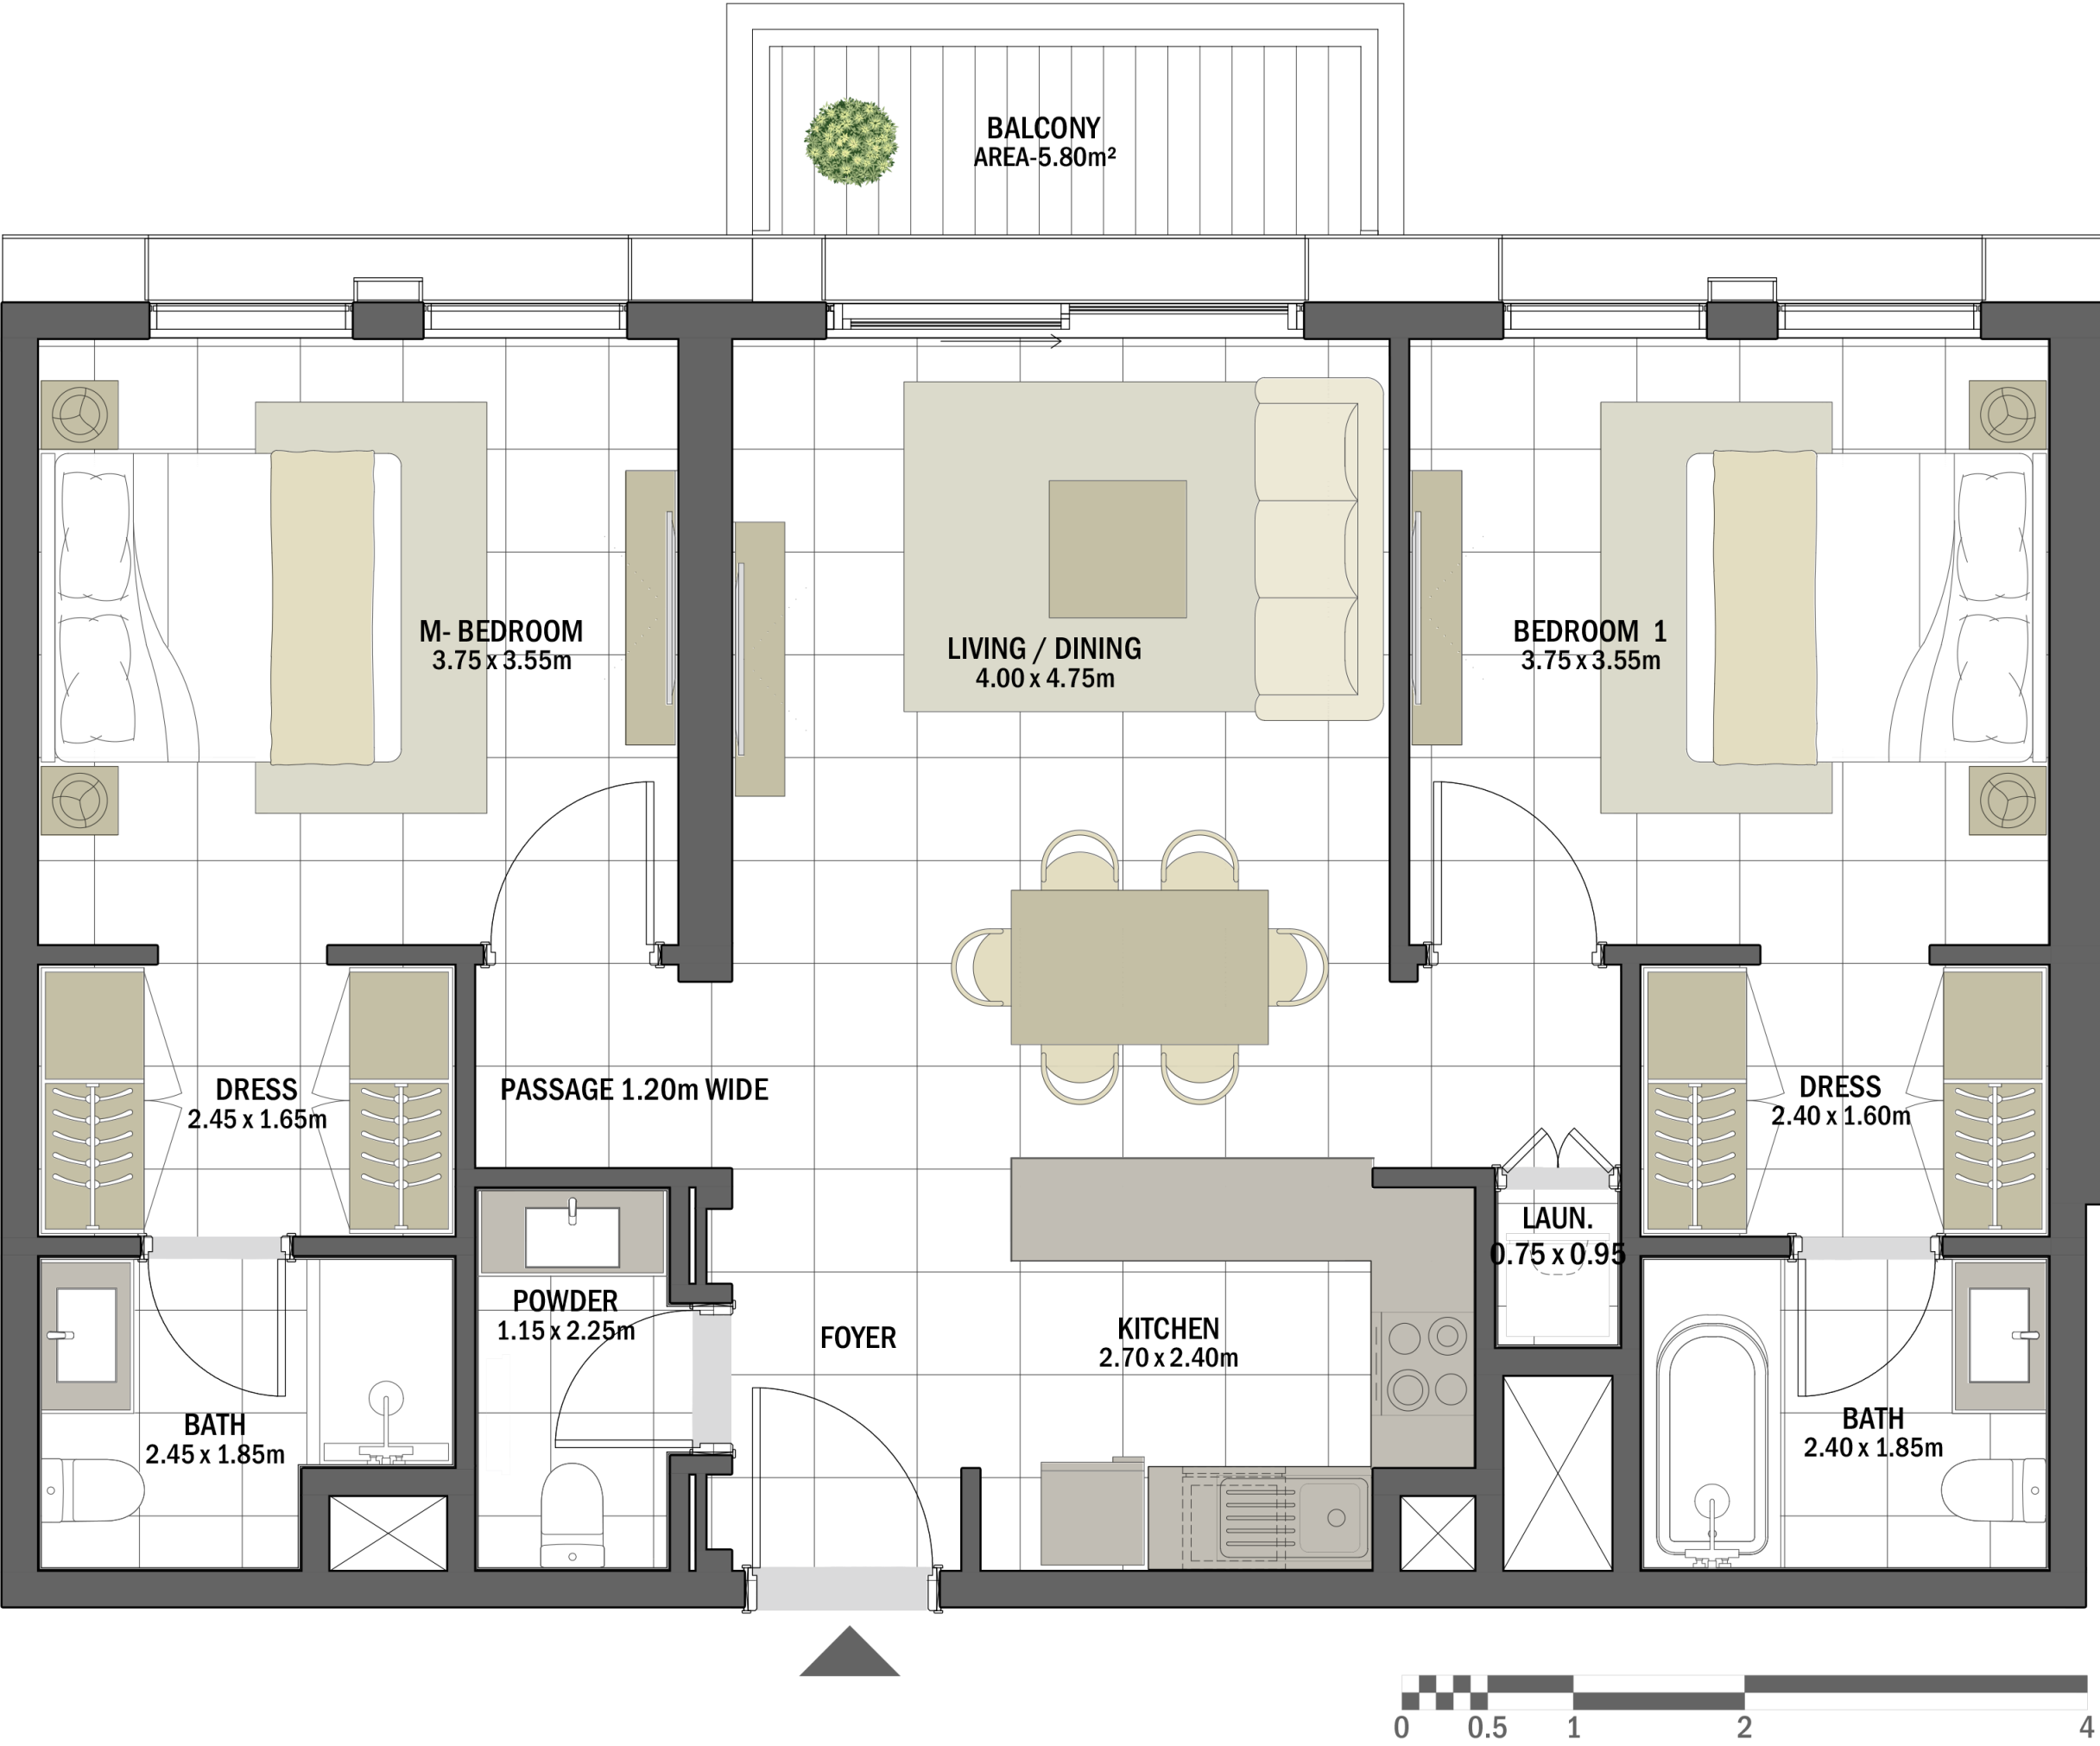 BALCONY
AREA-5.80m²
M- BEDROOM
3.75 x 3.55m
LIVING / DINING
4.00 x 4.75m
BEDROOM 1
3.75 x 3.55m
DRESS
2.45 x 1.65m
PASSAGE 1.20m WIDE
DRESS
2.40 x 1.60m
LAUN.
0.75 x 0.95
POWDER
1.15 x 2.25m
FOYER
KITCHEN
2.70 x 2.40m
BATH
2.45 x 1.85m
BATH
2.40 x 1.85m
0 0.5 1 2 4